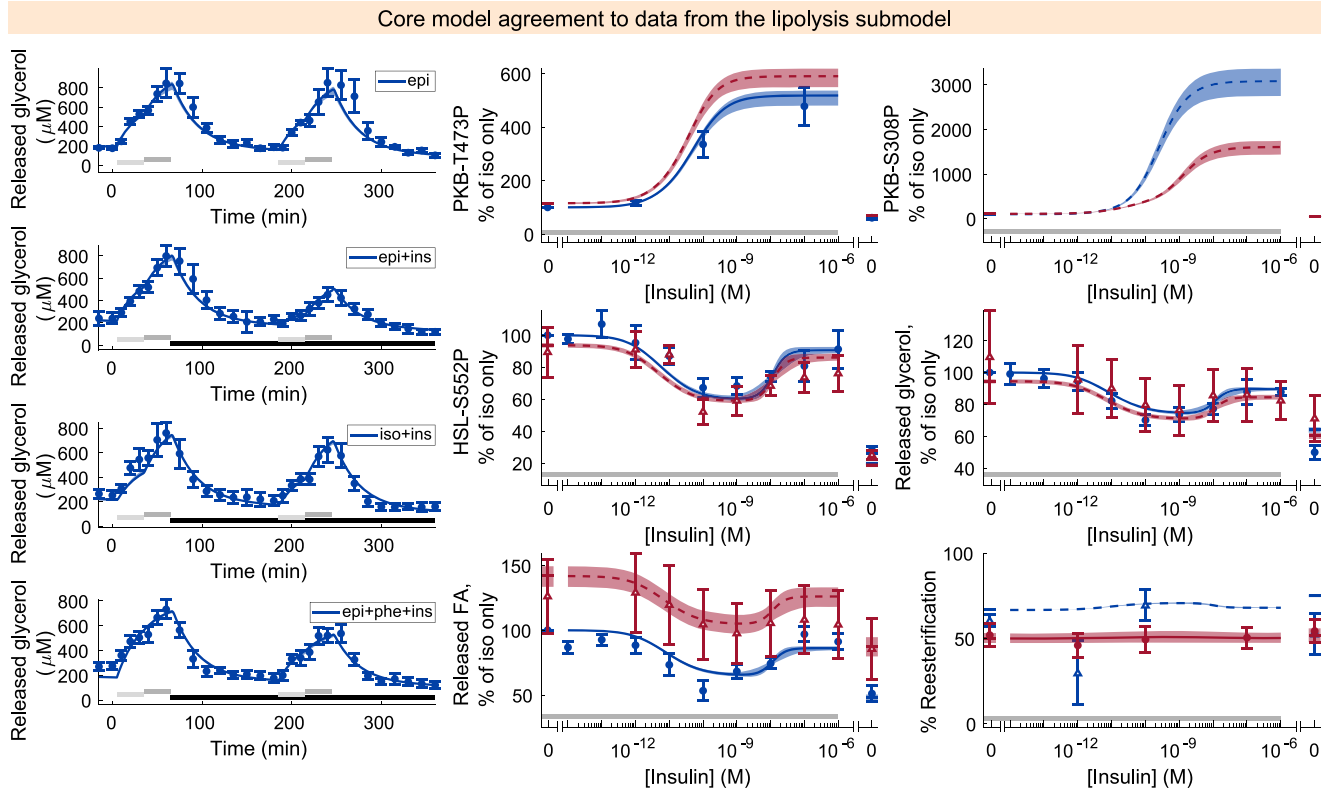 Core model agreement to data from the lipolysis submodel
Released glycerol
(μM)
800
600
400
200
0
epi
0
100
200
300
Time (min)
Released glycerol
(μM)
800
600
400
200
0
epi+ins
0
100
200
300
Time (min)
Released glycerol
(μM)
800
600
400
200
0
iso+ins
0
100
200
300
Time (min)
Released glycerol
(μM)
800
600
400
200
0
epi+phe+ins
0
100
200
300
Time (min)
PKB-T473P
% of iso only
600
400
200
0
0
10-12
10-9
10-6
0
[Insulin] (M)
PKB-S308P
% of iso only
3000
2000
1000
0
0
10-12
10-9
10-6
0
[Insulin] (M)
HSL-S552P
% of iso only
100
80
60
40
20
0
10-12
10-9
10-6
0
[Insulin] (M)
Released glycerol,
% of iso only
120
100
80
60
40
0
10-12
10-9
10-6
0
[Insulin] (M)
Released FA,
% of iso only
150
100
50
0
10-12
10-9
10-6
0
[Insulin] (M)
% Reesterification
100
50
0
0
10-12
10-9
10-6
0
[Insulin] (M)